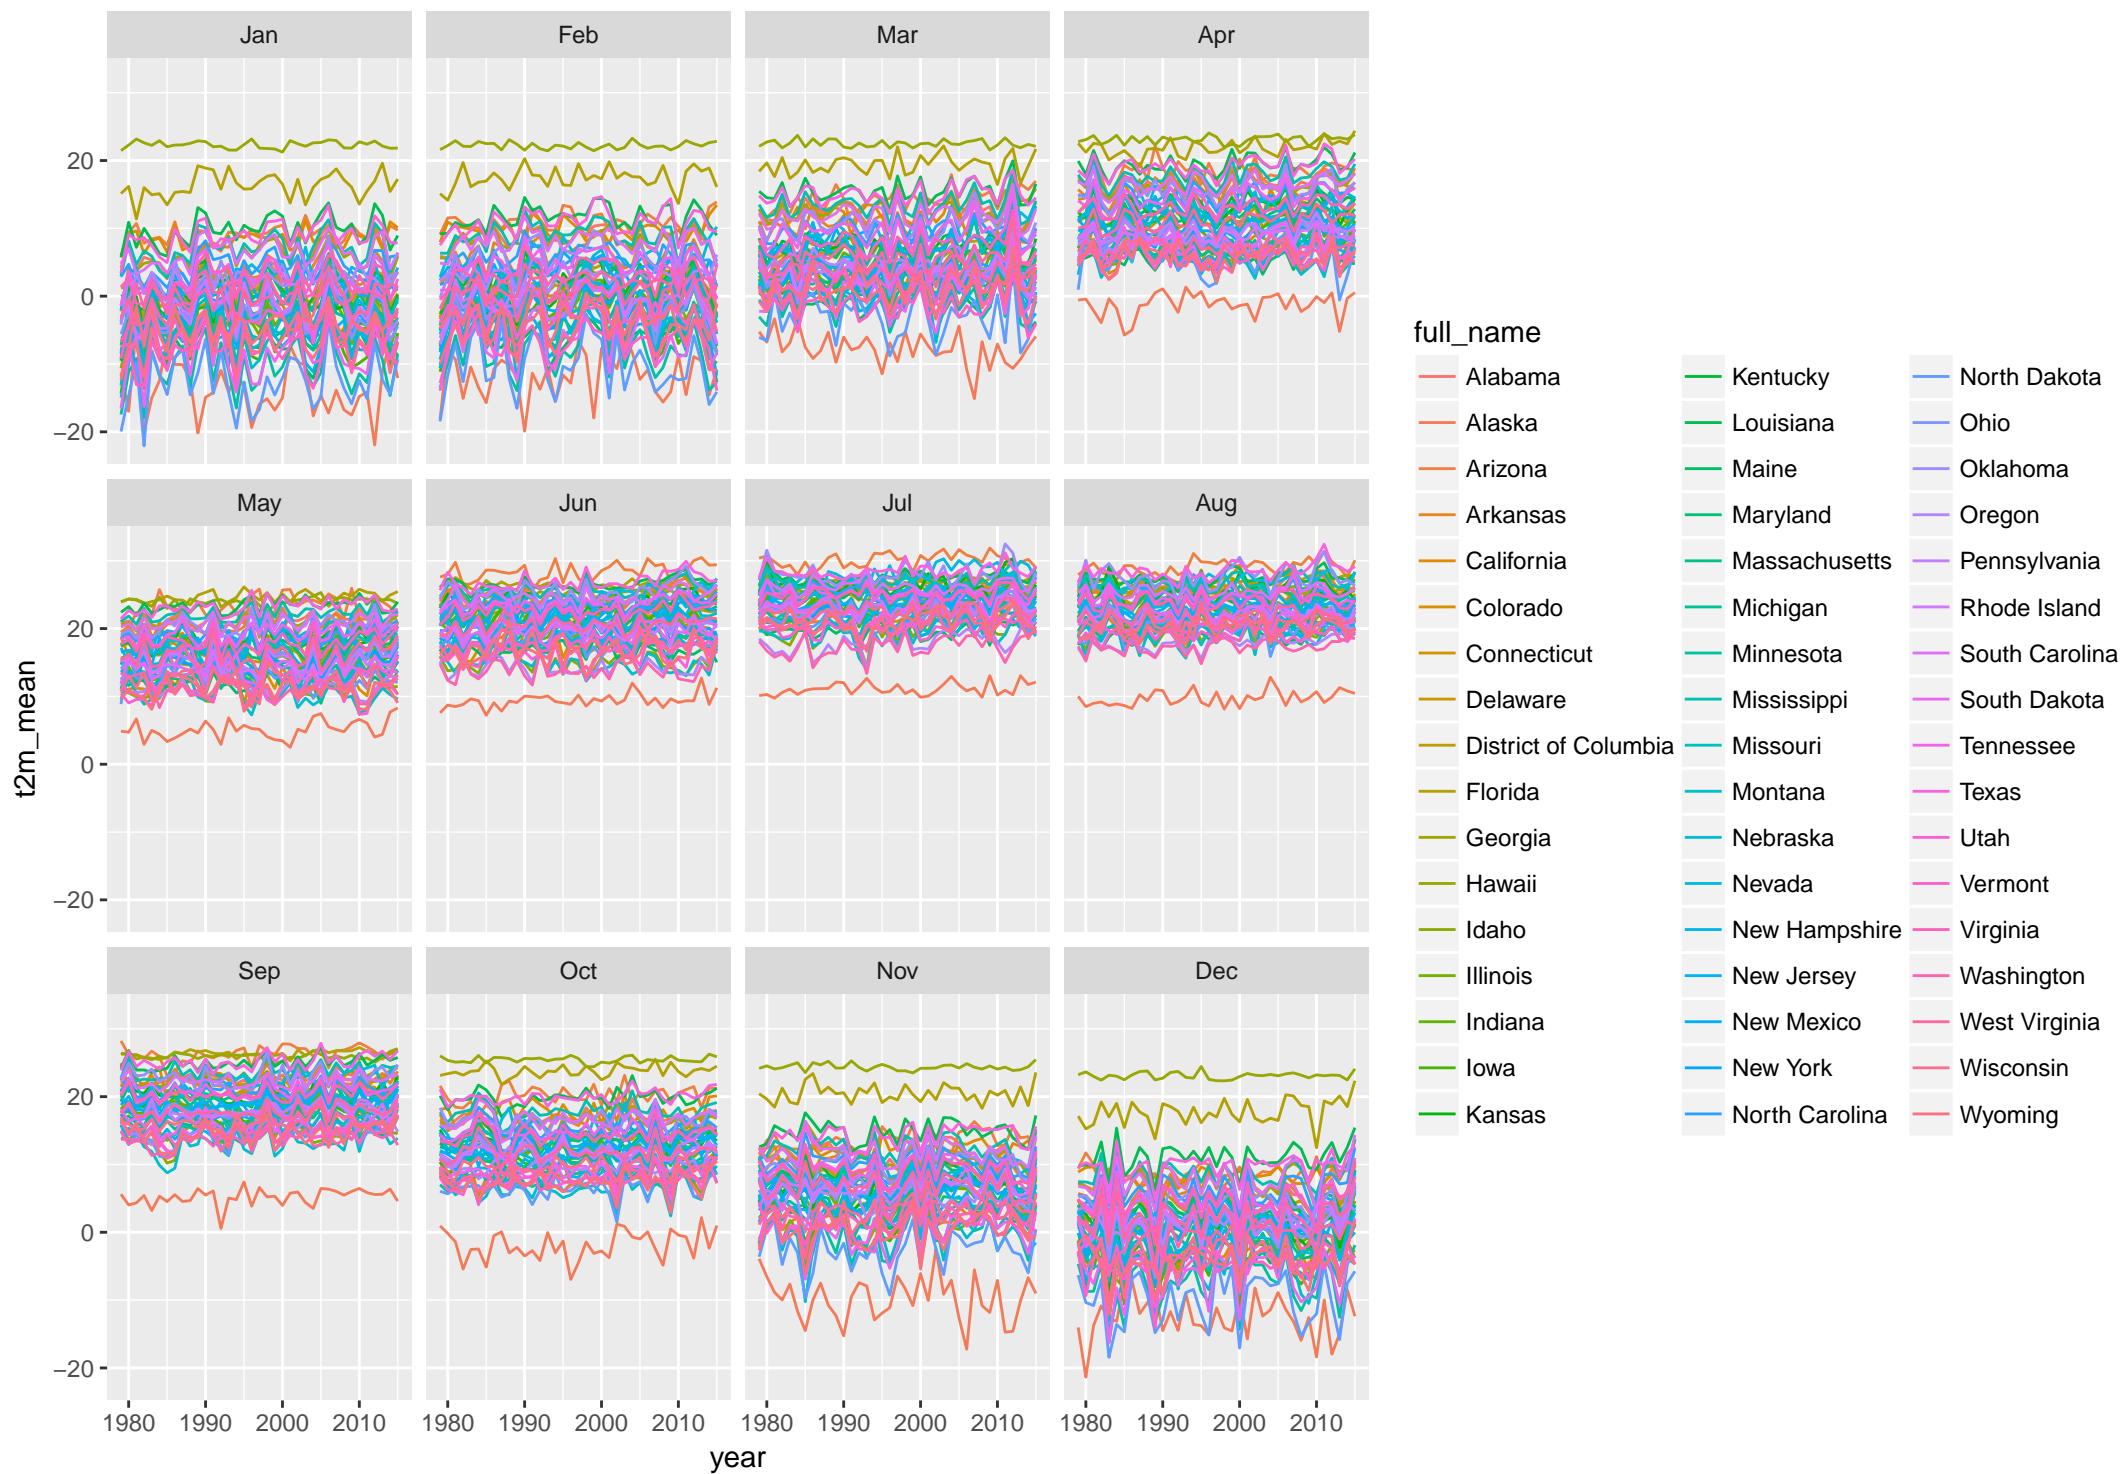 Jan Feb Mar Apr
20
0
−20
May Jun Jul Aug
20
0
−20
Sep Oct Nov Dec
20
0
−20
1980 1990 2000 2010 1980 1990 2000 2010 1980 1990 2000 2010 1980 1990 2000 2010
year
t2m_mean
full_name
Alabama
Alaska
Arizona
Arkansas
California
Colorado
Connecticut
Delaware
District of Columbia
Florida
Georgia
Hawaii
Idaho
Illinois
Indiana
Iowa
Kansas
Kentucky
Louisiana
Maine
Maryland
Massachusetts
Michigan
Minnesota
Mississippi
Missouri
Montana
Nebraska
Nevada
New Hampshire
New Jersey
New Mexico
New York
North Carolina
North Dakota
Ohio
Oklahoma
Oregon
Pennsylvania
Rhode Island
South Carolina
South Dakota
Tennessee
Texas
Utah
Vermont
Virginia
Washington
West Virginia
Wisconsin
Wyoming